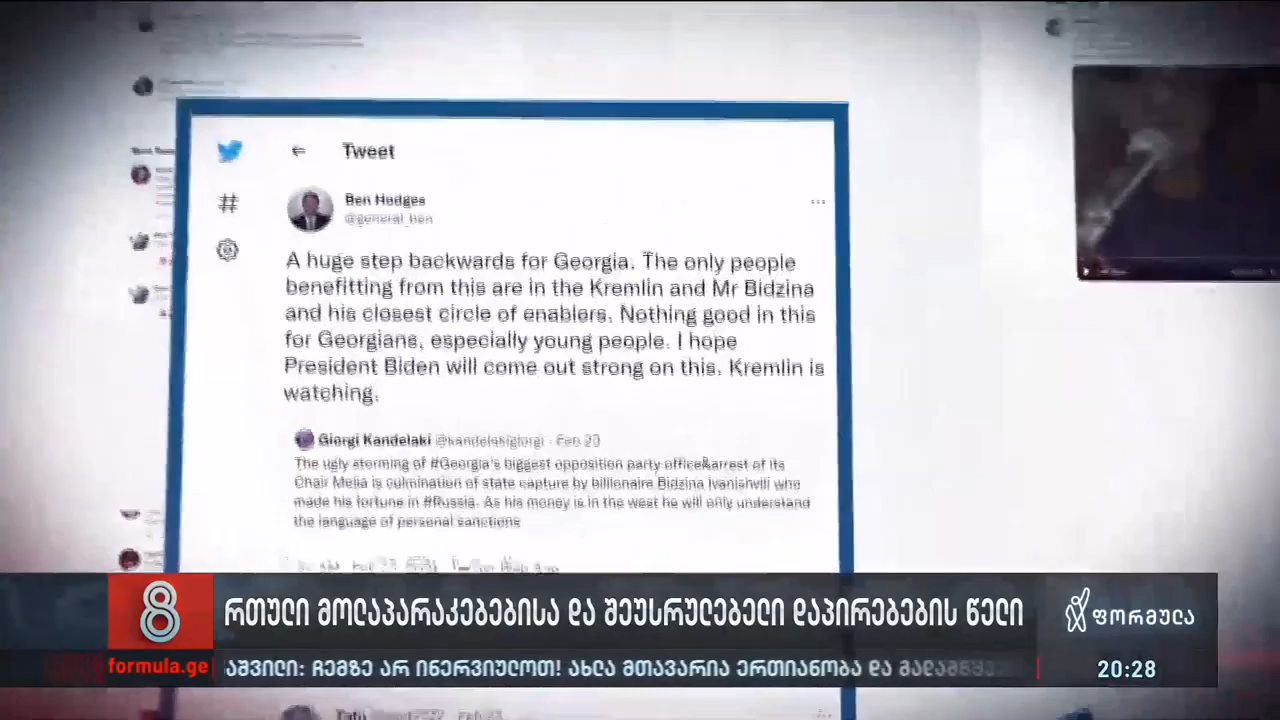 Tweet
Ben Hodges
@general_ben
A huge step backwards for Georgia. The only people
benefitting from this are in the Kremlin and Mr Bidzina
and his closest circle of enablers. Nothing good in this
for Georgians, especially young people. I hope
President Biden will come out strong on this. Kremlin is
watching.
Giorgi Kandelaki @kandelakigiorgi · Feb 23
The ugly storming of #Georgia's biggest opposition party office&arrest of its
Chair Melia is culmination of state capture by billionaire Bidzina Ivanishvili who
made his fortune in #Russia. As his money is in the west he will only understand
the language of personal sanctions
8 რთული მოლაპარაკებებისა და შეუსრულებელი დაპირებების წელი
ფორმულა
formula.ge აშვილი: ჩემზე არ ინერვიულოთ! ახლა მთავარია ერთიანობა და
20:28